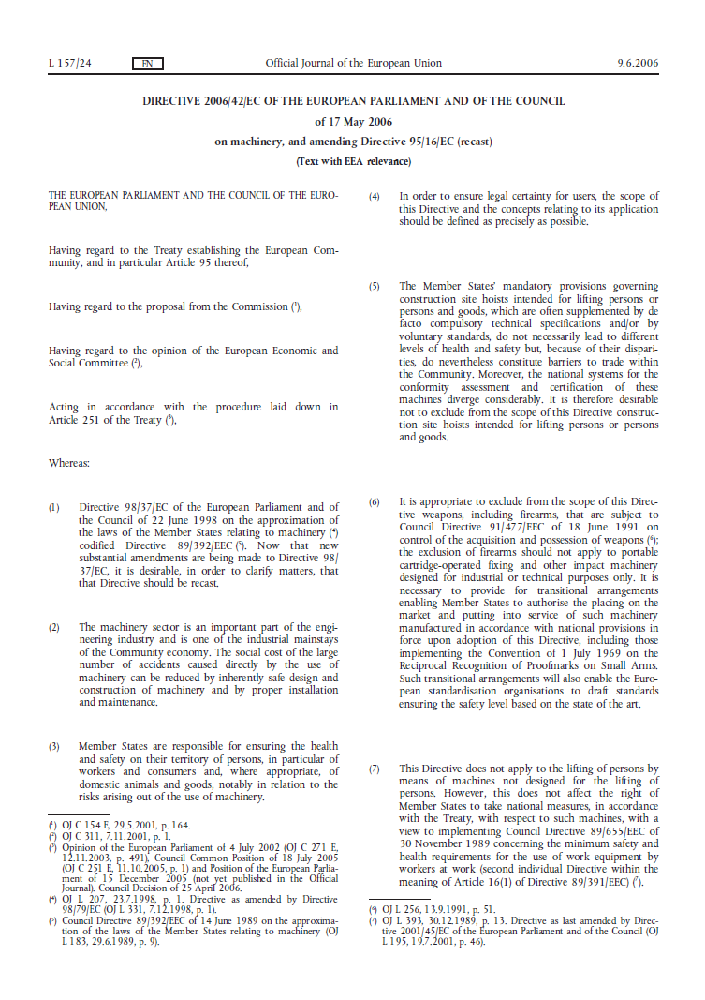 L 157/24 EN Official Journal of the European Union 9.6.2006
DIRECTIVE 2006/42/EC OF THE EUROPEAN PARLIAMENT AND OF THE COUNCIL
of 17 May 2006
on machinery, and amending Directive 95/16/EC (recast)
(Text with EEA relevance)
THE EUROPEAN PARLIAMENT AND THE COUNCIL OF THE EURO-
PEAN UNION,
Having regard to the Treaty establishing the European Com-
munity, and in particular Article 95 thereof,
Having regard to the proposal from the Commission (¹),
Having regard to the opinion of the European Economic and
Social Committee (²),
Acting in accordance with the procedure laid down in
Article 251 of the Treaty (³),
Whereas:
(1) Directive 98/37/EC of the European Parliament and of
the Council of 22 June 1998 on the approximation of
the laws of the Member States relating to machinery (⁴)
codified Directive 89/392/EEC (⁵). Now that new
substantial amendments are being made to Directive 98/
37/EC, it is desirable, in order to clarify matters, that
that Directive should be recast.
(2) The machinery sector is an important part of the engi-
neering industry and is one of the industrial mainstays
of the Community economy. The social cost of the large
number of accidents caused directly by the use of
machinery can be reduced by inherently safe design and
construction of machinery and by proper installation
and maintenance.
(3) Member States are responsible for ensuring the health
and safety on their territory of persons, in particular of
workers and consumers and, where appropriate, of
domestic animals and goods, notably in relation to the
risks arising out of the use of machinery.
(¹) OJ C 154 E, 29.5.2001, p. 164.
(²) OJ C 311, 7.11.2001, p. 1.
(³) Opinion of the European Parliament of 4 July 2002 (OJ C 271 E,
12.11.2003, p. 491), Council Common Position of 18 July 2005
(OJ C 251 E, 11.10.2005, p. 1) and Position of the European Parlia-
ment of 15 December 2005 (not yet published in the Official
Journal). Council Decision of 25 April 2006.
(⁴) OJ L 207, 23.7.1998, p. 1. Directive as amended by Directive
98/79/EC (OJ L 331, 7.12.1998, p. 1).
(⁵) Council Directive 89/392/EEC of 14 June 1989 on the approxima-
tion of the laws of the Member States relating to machinery (OJ
L 183, 29.6.1989, p. 9).
(4) In order to ensure legal certainty for users, the scope of
this Directive and the concepts relating to its application
should be defined as precisely as possible.
(5) The Member States' mandatory provisions governing
construction site hoists intended for lifting persons or
persons and goods, which are often supplemented by de
facto compulsory technical specifications and/or by
voluntary standards, do not necessarily lead to different
levels of health and safety but, because of their dispari-
ties, do nevertheless constitute barriers to trade within
the Community. Moreover, the national systems for the
conformity assessment and certification of these
machines diverge considerably. It is therefore desirable
not to exclude from the scope of this Directive construc-
tion site hoists intended for lifting persons or persons
and goods.
(6) It is appropriate to exclude from the scope of this Direc-
tive weapons, including firearms, that are subject to
Council Directive 91/477/EEC of 18 June 1991 on
control of the acquisition and possession of weapons (⁶);
the exclusion of firearms should not apply to portable
cartridge-operated fixing and other impact machinery
designed for industrial or technical purposes only. It is
necessary to provide for transitional arrangements
enabling Member States to authorise the placing on the
market and putting into service of such machinery
manufactured in accordance with national provisions in
force upon adoption of this Directive, including those
implementing the Convention of 1 July 1969 on the
Reciprocal Recognition of Proofmarks on Small Arms.
Such transitional arrangements will also enable the Euro-
pean standardisation organisations to draft standards
ensuring the safety level based on the state of the art.
(7) This Directive does not apply to the lifting of persons by
means of machines not designed for the lifting of
persons. However, this does not affect the right of
Member States to take national measures, in accordance
with the Treaty, with respect to such machines, with a
view to implementing Council Directive 89/655/EEC of
30 November 1989 concerning the minimum safety and
health requirements for the use of work equipment by
workers at work (second individual Directive within the
meaning of Article 16(1) of Directive 89/391/EEC) (⁷).
(⁶) OJ L 256, 13.9.1991, p. 51.
(⁷) OJ L 393, 30.12.1989, p. 13. Directive as last amended by Direc-
tive 2001/45/EC of the European Parliament and of the Council (OJ
L 195, 19.7.2001, p. 46).